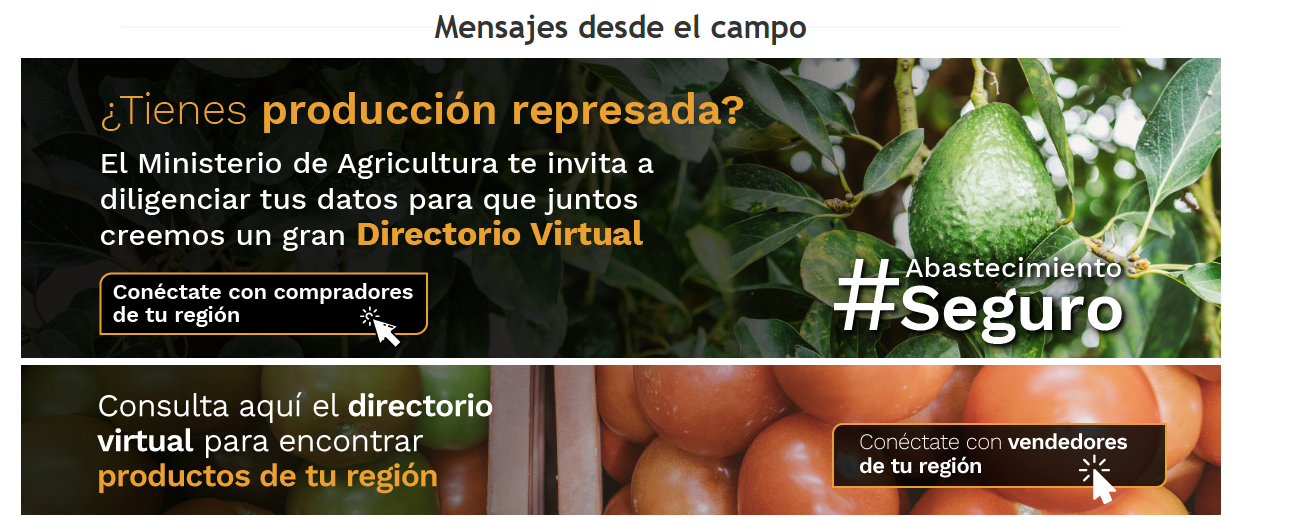 Mensajes desde el campo
¿Tienes producción represada?
El Ministerio de Agricultura te invita a
diligenciar tus datos para que juntos
creemos un gran Directorio Virtual
Conéctate con compradores
de tu región
#Abastecimiento
Seguro
Consulta aquí el directorio
virtual para encontrar
productos de tu región
Conéctate con vendedores
de tu región